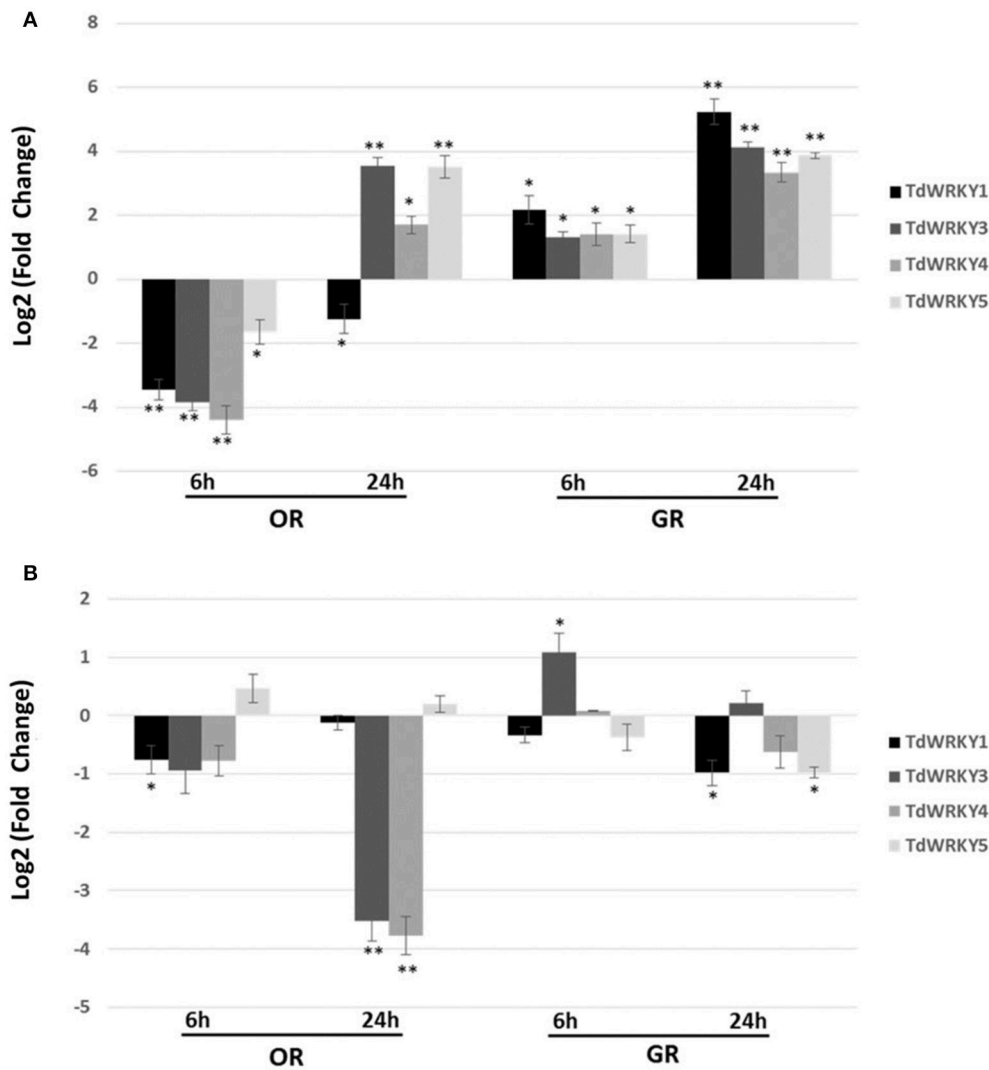 A
Log2 (Fold Change)
8
6
4
2
0
-2
-4
-6
** ** ** *
* ** * **
* * * *
** ** ** **
6h 24h 6h 24h
OR GR
TdWRKY1
TdWRKY3
TdWRKY4
TdWRKY5
B
Log2 (Fold Change)
2
1
0
-1
-2
-3
-4
-5
*
** **
*
* *
6h 24h 6h 24h
OR GR
TdWRKY1
TdWRKY3
TdWRKY4
TdWRKY5